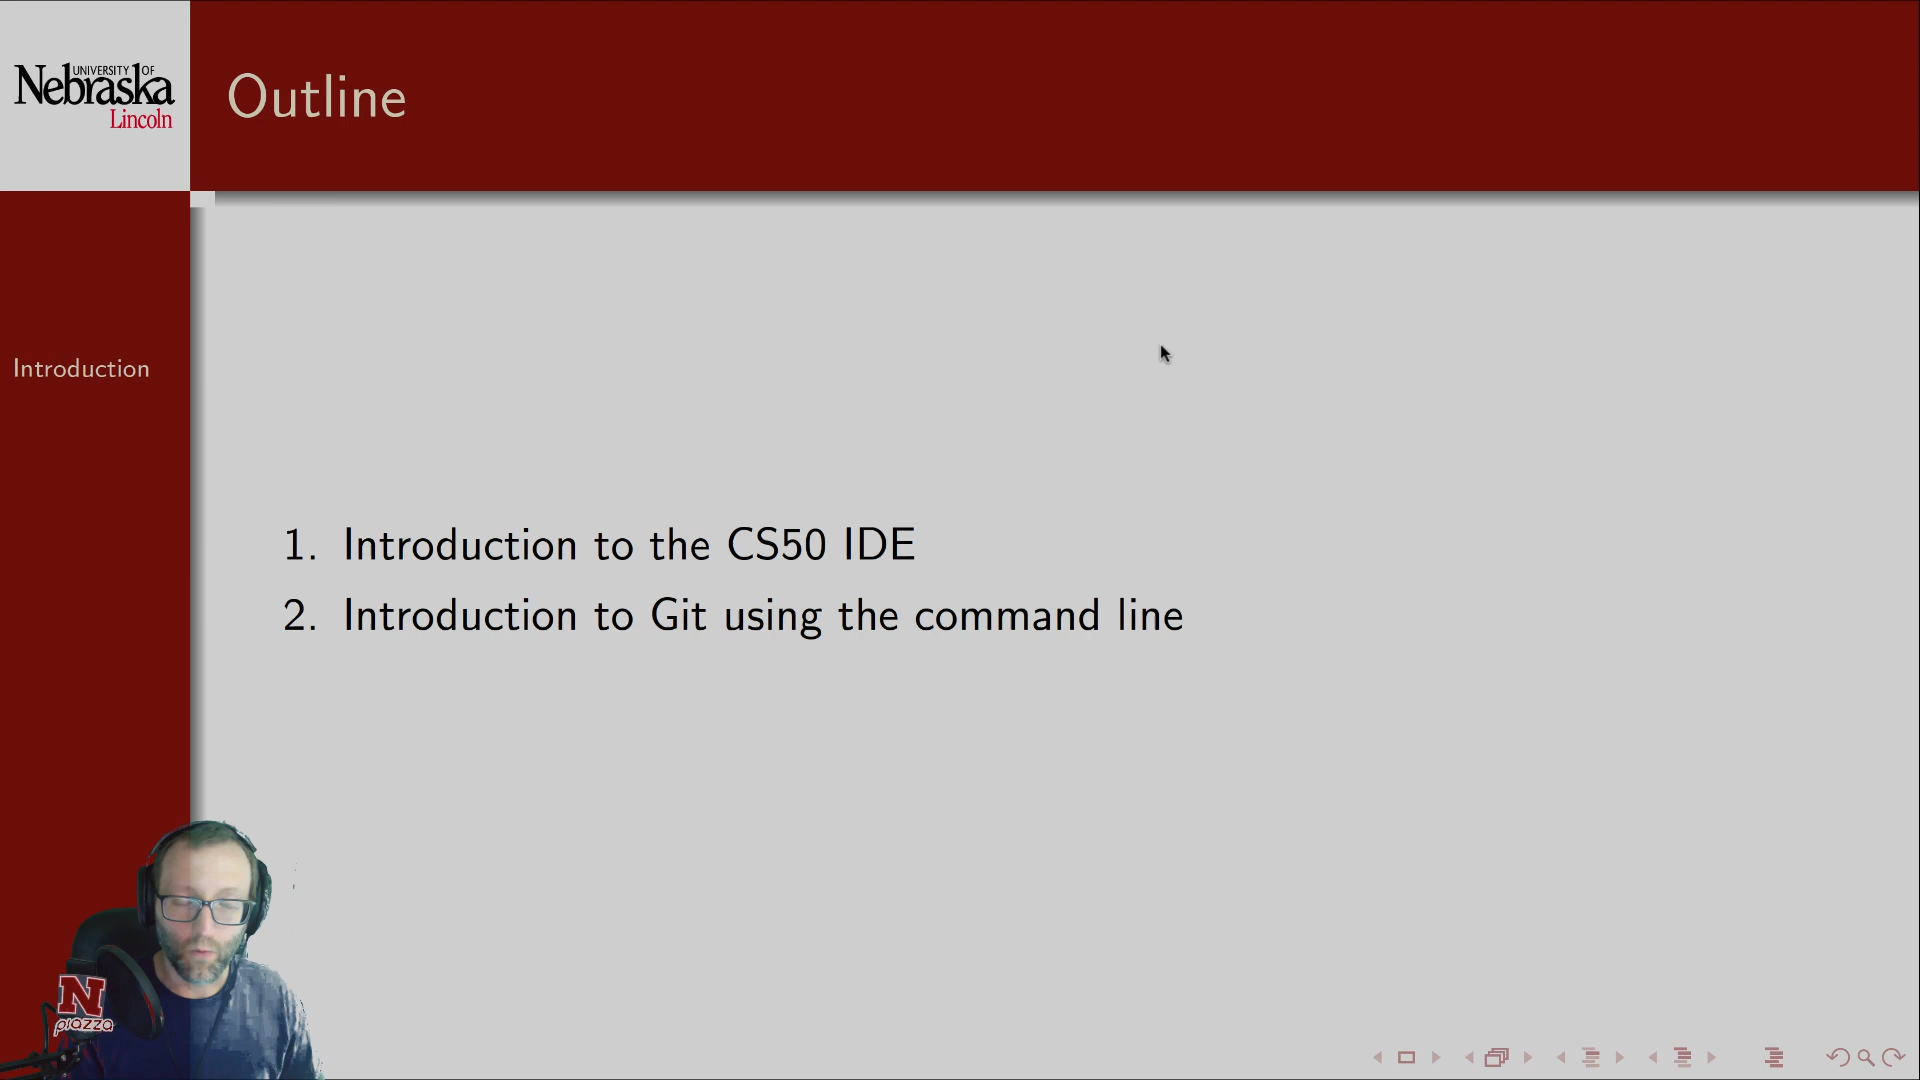 UNIVERSITY OF
Nebraska
Lincoln
Outline
Introduction
1. Introduction to the CS50 IDE
2. Introduction to Git using the command line
N
piazza